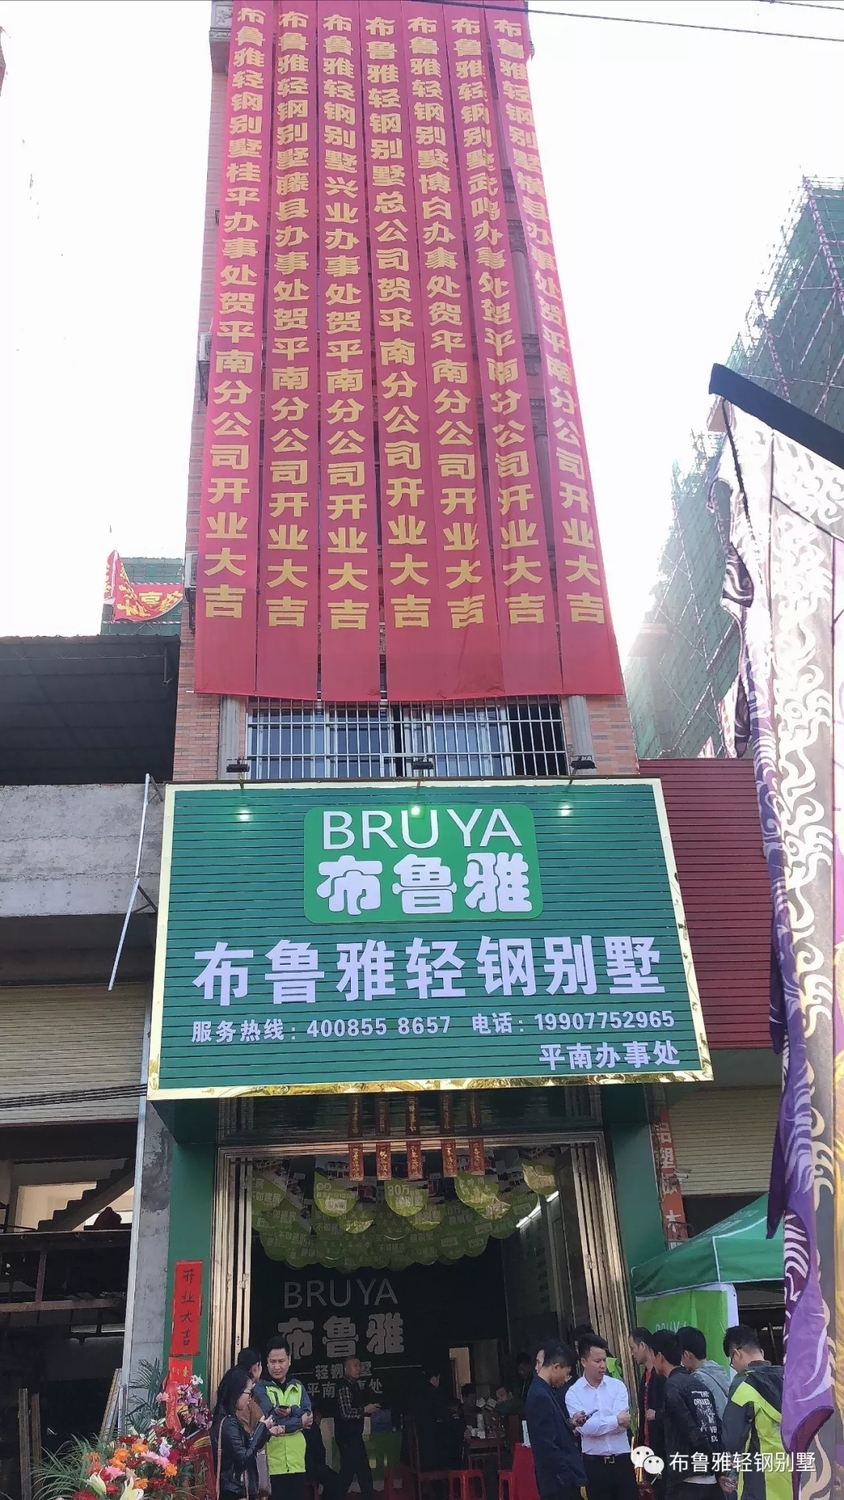 布鲁雅轻钢别墅桂平办事处贺平南分公司开业大吉
布鲁雅轻钢别墅藤县办事处贺平南分公司开业大吉
布鲁雅轻钢别墅兴业办事处贺平南分公司开业大吉
布鲁雅轻钢别墅总公司贺平南分公司开业大吉
布鲁雅轻钢别墅博白办事处贺平南分公司开业大吉
布鲁雅轻钢别墅武鸣办事处贺平南分公司开业大吉
布鲁雅轻钢别墅横县办事处贺平南分公司开业大吉
BRUYA
布鲁雅
布鲁雅轻钢别墅
服务热线：400855 8657 电话：19907752965
平南办事处
BRUYA
布鲁雅
轻钢别墅
开业大吉
布鲁雅轻钢别墅